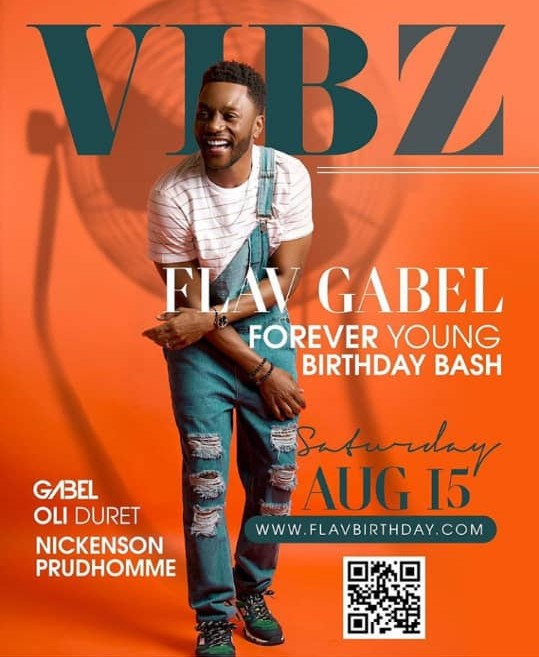 VIBZ
FLAV GABEL
FOREVER YOUNG
BIRTHDAY BASH
Saturday
AUG 15
WWW.FLAVBIRTHDAY.COM
GABEL
OLI DURET
NICKENSON
PRUDHOMME